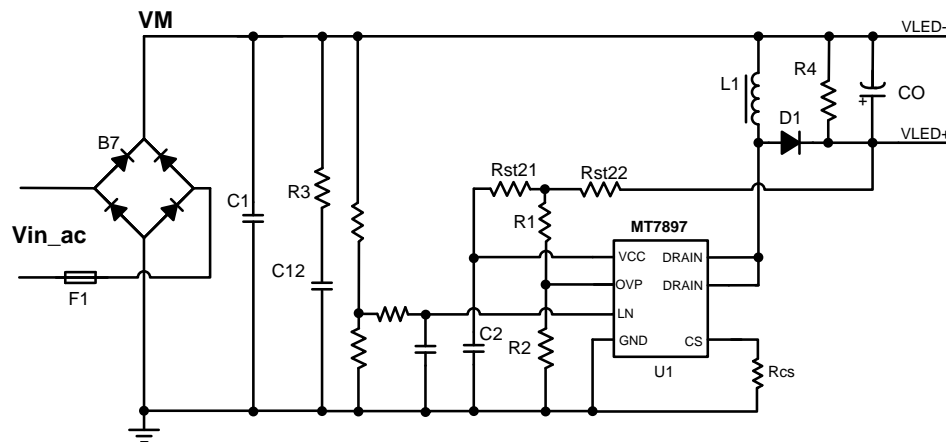 VM
VLED-
R4
L1
CO
D1
VLED+
B7
Rst21
Rst22
C1
R3
R1
MT7897
Vin_ac
VCC
DRAIN
OVP
DRAIN
C12
LN
F1
C2
R2
GND
CS
U1
Rcs
+